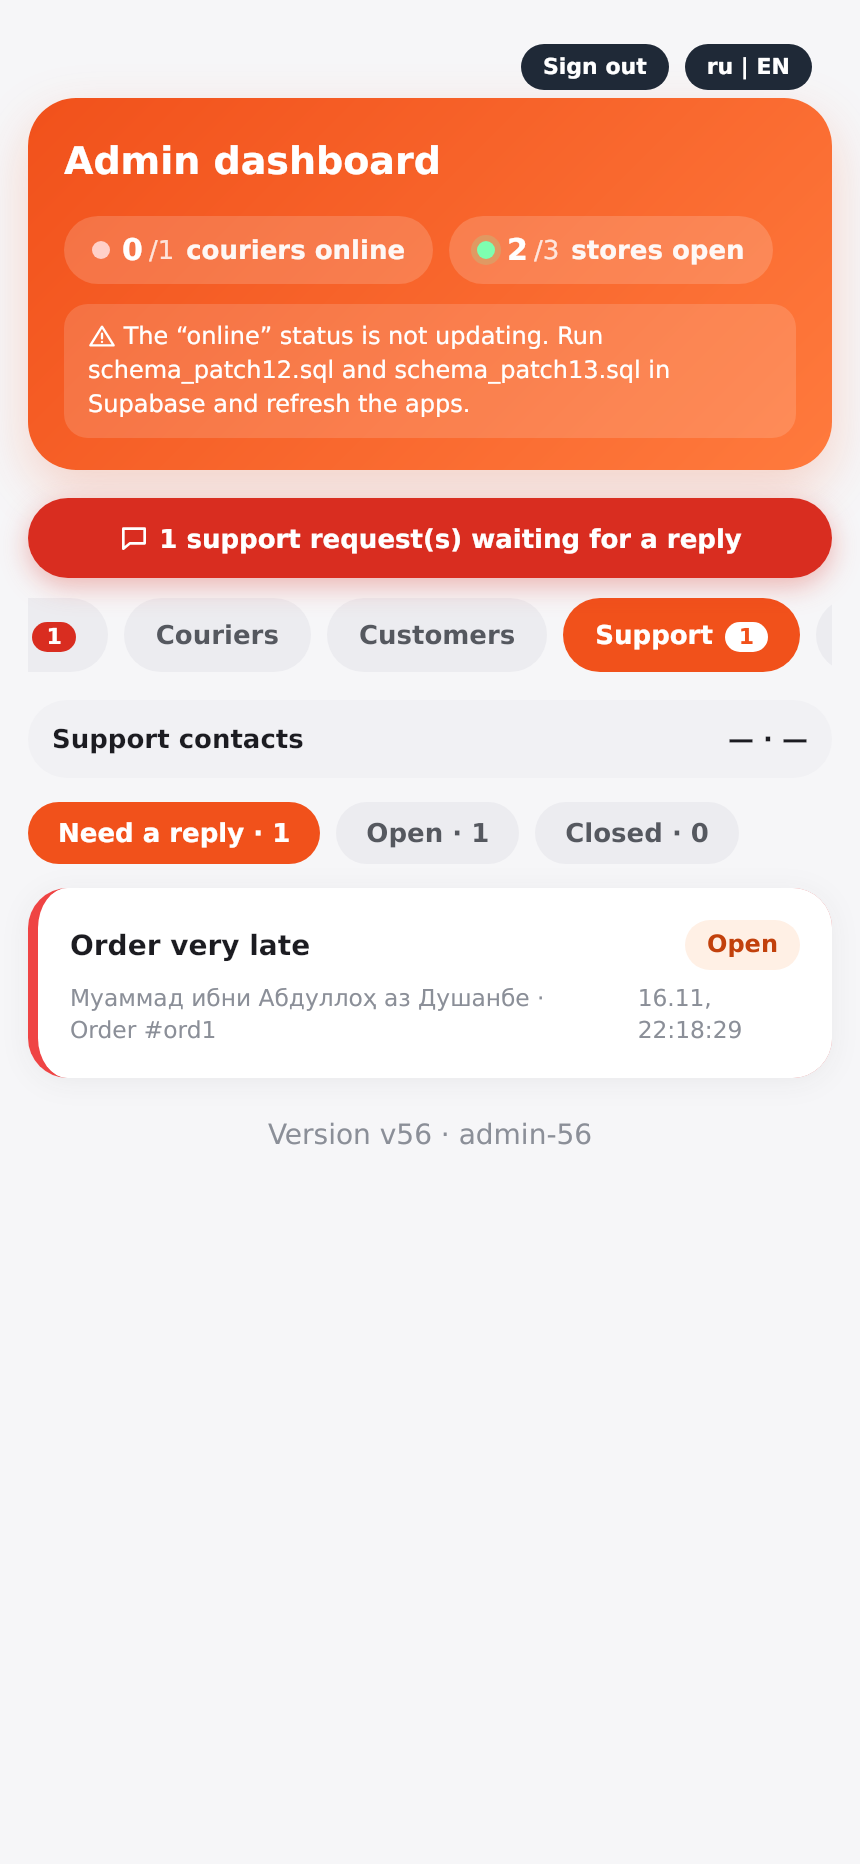 Sign out
ru | EN
Admin dashboard
0 /1 couriers online
2 /3 stores open
The “online” status is not updating. Run
schema_patch12.sql and schema_patch13.sql in
Supabase and refresh the apps.
1 support request(s) waiting for a reply
1
Couriers
Customers
Support 1
Support contacts
— · —
Need a reply · 1
Open · 1
Closed · 0
Order very late
Open
Муаммад ибни Абдуллоҳ аз Душанбе ·
Order #ord1
16.11,
22:18:29
Version v56 · admin-56